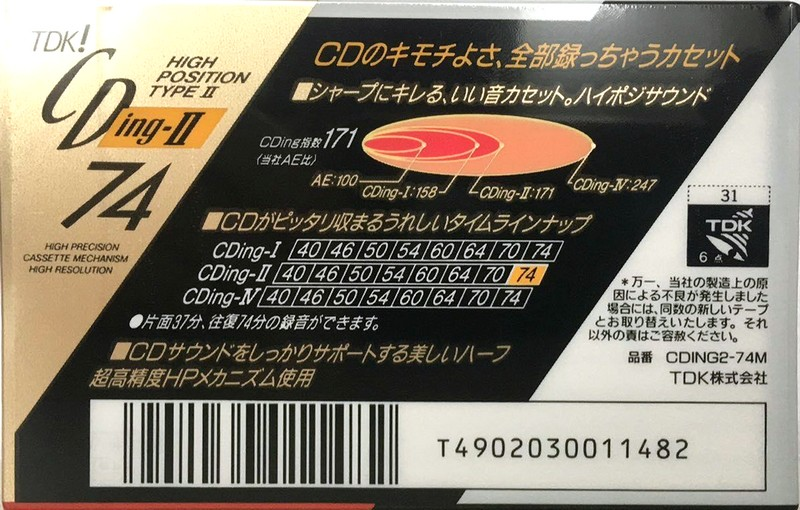 TDK!
CDing-II
HIGH
POSITION
TYPE II
74
HIGH PRECISION
CASSETTE MECHANISM
HIGH RESOLUTION
CDのキモチよさ、全部録っちゃうカセット
■シャープにキレる、いい音カセット。ハイポジサウンド
CDing指数171
(当社AE比)
AE:100
CDing-I:158
CDing-II:171
CDing-IV:247
■CDがピッタリ収まるうれしいタイムラインナップ
CDing-I 40 46 50 54 60 64 70 74
CDing-II 40 46 50 54 60 64 70 74
CDing-IV 40 46 50 54 60 64 70 74
●片面37分、往復74分の録音ができます。
■CDサウンドをしっかりサポートする美しいハーフ
超高精度HPメカニズム使用
31
TDK
6点
*万一、当社の製造上の原
因による不良が発生しました
場合には、同数の新しいテープ
とお取り替えいたします。それ
以外の責はご容赦ください。
品番 CDING2-74M
TDK株式会社
T4902030011482